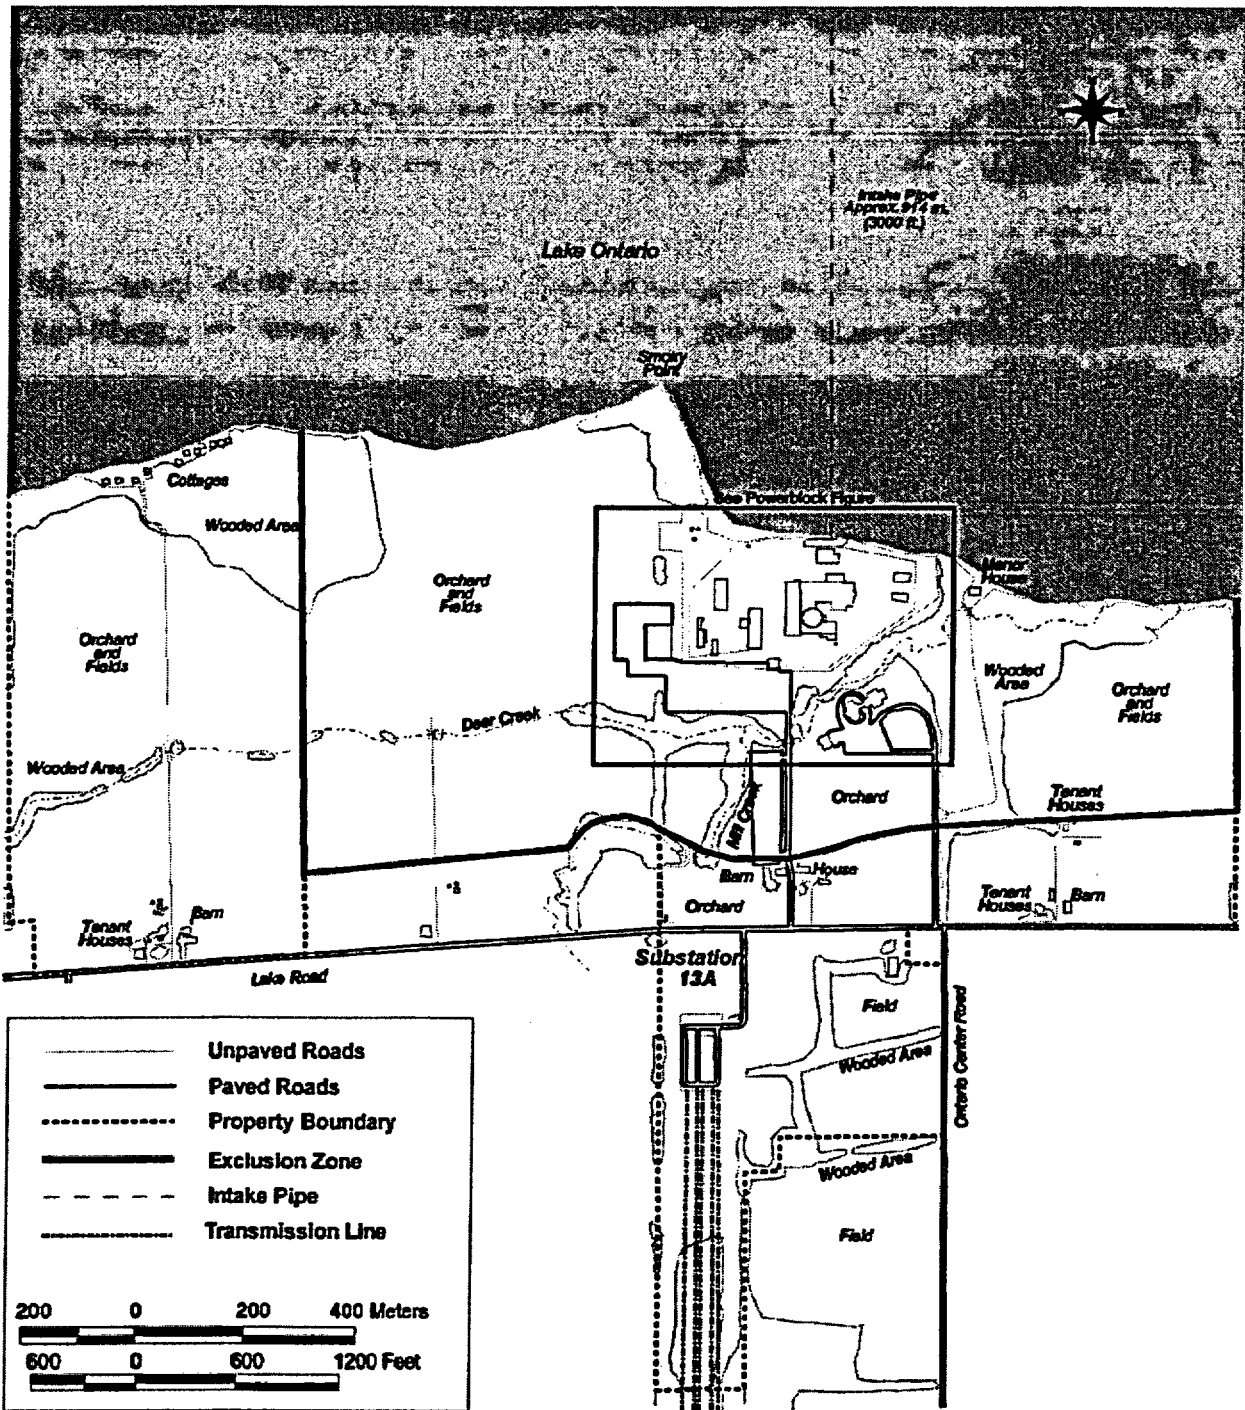 Intake Pipe
Approx. 914 m.
(3000 ft.)
Lake Ontario
Smoky
Point
Cottages
See Powerblock Figure
Wooded Area
Manor
House
Orchard
and
Fields
Orchard
and
Fields
Wooded
Area
Orchard
and
Fields
Deer Creek
Wooded Area
Tenant
Houses
Orchard
Mill Creek
Barn
House
Orchard
Tenant
Houses
Barn
Tenant
Houses
Barn
Lake Road
Substation
13A
Field
Wooded Area
Ontario Center Road
Wooded Area
Field
Unpaved Roads
Paved Roads
Property Boundary
Exclusion Zone
Intake Pipe
Transmission Line
200 0 200 400 Meters
600 0 600 1200 Feet